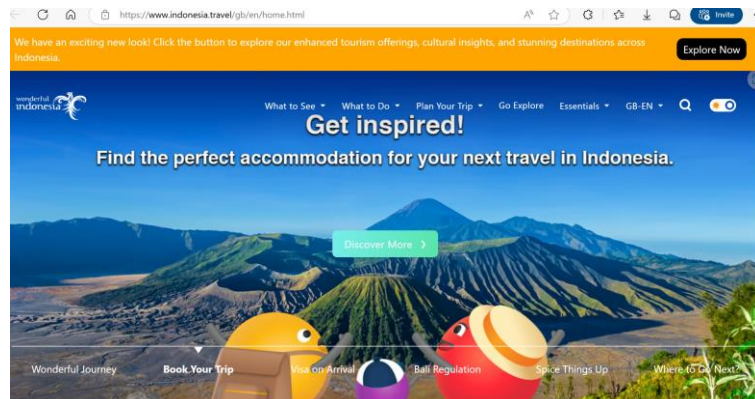 https://www.indonesia.travel/gb/en/home.html
Invite
We have an exciting new look! Click the button to explore our enhanced tourism offerings, cultural insights, and stunning destinations across
Indonesia.
Explore Now
wonderful
indonesia
What to See
What to Do
Plan Your Trip
Go Explore
Essentials
GB-EN
Get inspired!
Find the perfect accommodation for your next travel in Indonesia.
Discover More
Wonderful Journey
Book Your Trip
Visa on Arrival
Bali Regulation
Spice Things Up
Where to Go Next?